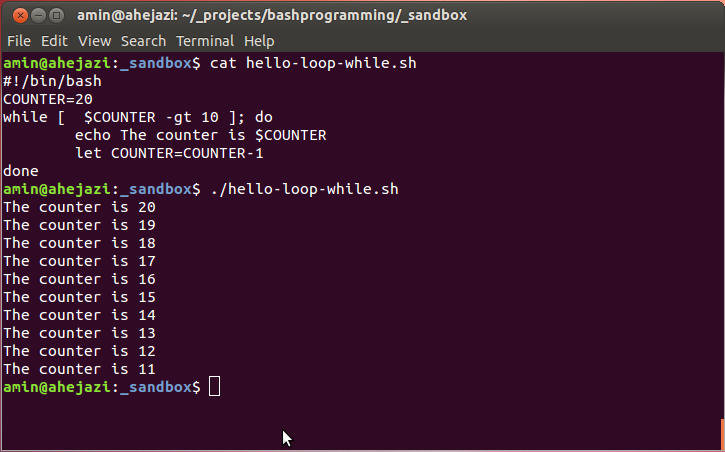 amin@ahejazi: ~/_projects/bashprogramming/_sandbox
File Edit View Search Terminal Help
amin@ahejazi:_sandbox$ cat hello-loop-while.sh
#!/bin/bash
COUNTER=20
while [  $COUNTER -gt 10 ]; do
        echo The counter is $COUNTER
        let COUNTER=COUNTER-1
done
amin@ahejazi:_sandbox$ ./hello-loop-while.sh
The counter is 20
The counter is 19
The counter is 18
The counter is 17
The counter is 16
The counter is 15
The counter is 14
The counter is 13
The counter is 12
The counter is 11
amin@ahejazi:_sandbox$